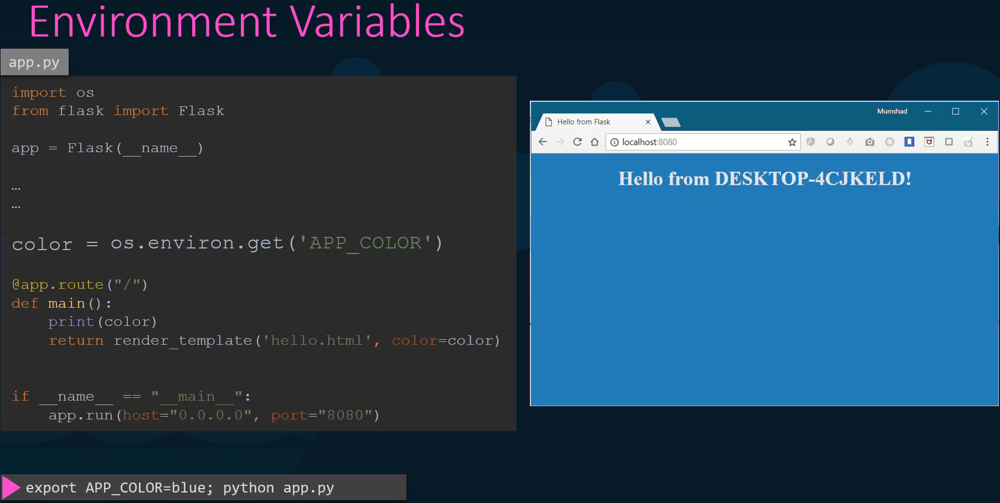 Environment Variables
app.py
import os
from flask import Flask
app = Flask(__name__)
…
…
color = os.environ.get('APP_COLOR')
@app.route("/")
def main():
    print(color)
    return render_template('hello.html', color=color)
if __name__ == "__main__":
    app.run(host="0.0.0.0", port="8080")
export APP_COLOR=blue; python app.py
Mumshad
Hello from Flask
localhost:8080
Hello from DESKTOP-4CJKELD!